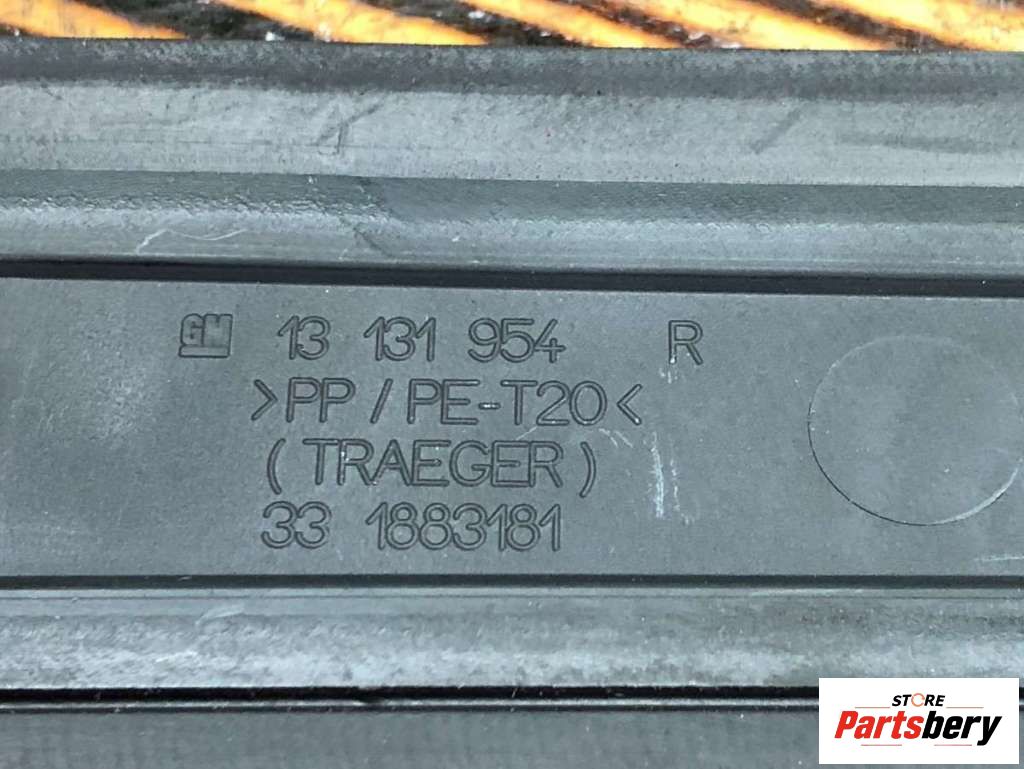 GM 13 131 954 R
>PP / PE-T20<
(TRAEGER)
33 1883181
STORE
Partsbery